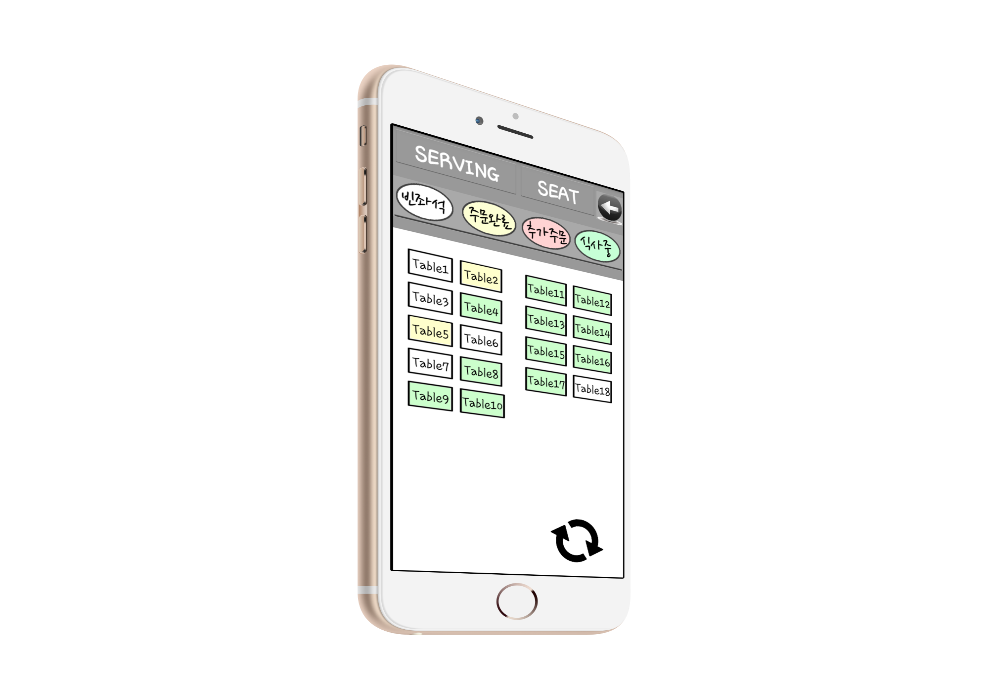 SERVING SEAT
빈좌석 주문완료 추가주문 식사중
Table1 Table2 Table11 Table12
Table3 Table4 Table13 Table14
Table5 Table6 Table15 Table16
Table7 Table8 Table17 Table18
Table9 Table10